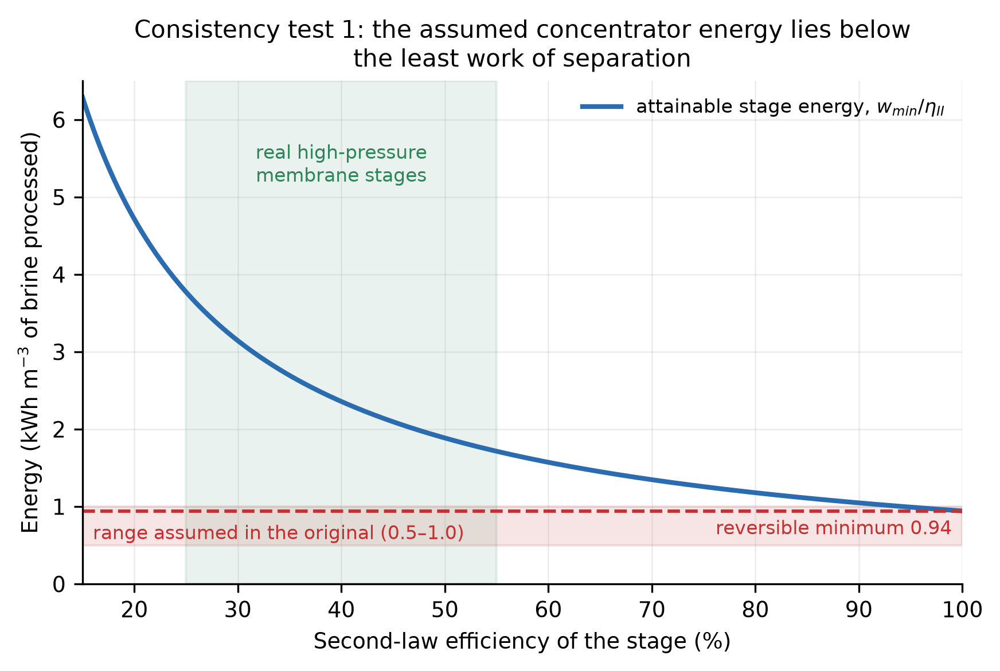 Consistency test 1: the assumed concentrator energy lies below
the least work of separation
attainable stage energy, w_min/η_II
real high-pressure
membrane stages
range assumed in the original (0.5–1.0)
reversible minimum 0.94
Energy (kWh m⁻³ of brine processed)
6
5
4
3
2
1
0
20 30 40 50 60 70 80 90 100
Second-law efficiency of the stage (%)